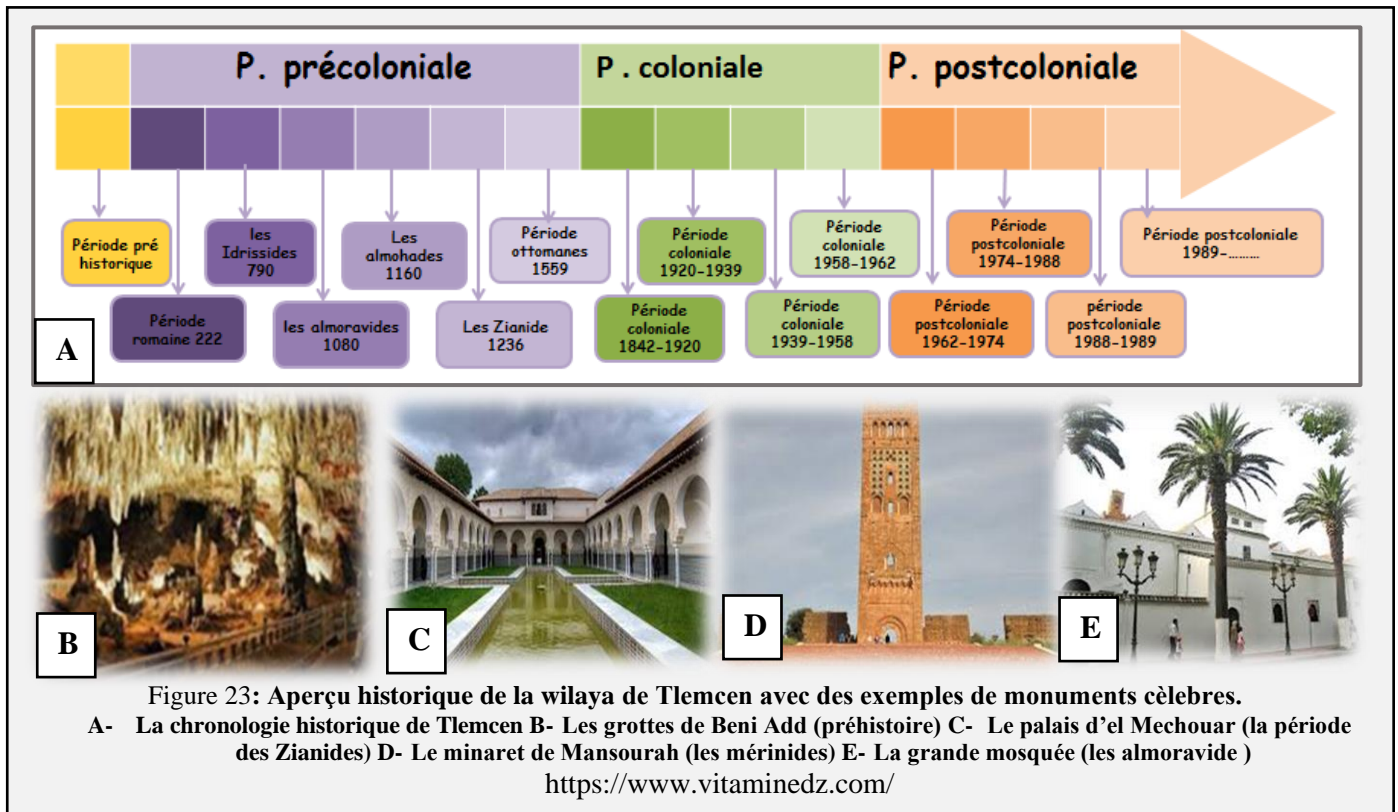 P. précoloniale
P . coloniale
P. postcoloniale
Période pré
historique
Période
romaine 222
les
Idrissides
790
les almoravides
1080
Les
almohades
1160
Les Zianide
1236
Période
ottomanes
1559
Période
coloniale
1842-1920
Période
coloniale
1920-1939
Période
coloniale
1939-1958
Période
coloniale
1958-1962
Période
postcoloniale
1962-1974
Période
postcoloniale
1974-1988
période
postcoloniale
1988-1989
Période postcoloniale
1989-.........
A
B
C
D
E
Figure 23: Aperçu historique de la wilaya de Tlemcen avec des exemples de monuments cèlebres.
A- La chronologie historique de Tlemcen B- Les grottes de Beni Add (préhistoire) C- Le palais d'el Mechouar (la période
des Zianides) D- Le minaret de Mansourah (les mérinides) E- La grande mosquée (les almoravide )
https://www.vitaminedz.com/